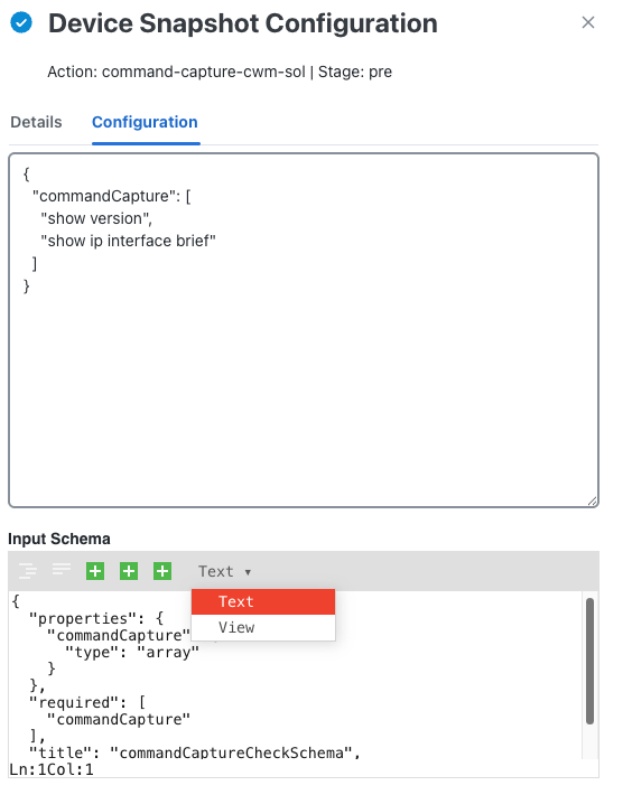 Device Snapshot Configuration
Action: command-capture-cwm-sol | Stage: pre
Details Configuration
{
"commandCapture": [
"show version",
"show ip interface brief"
]
}
Input Schema
Text ▾
Text
View
{
"properties": {
"commandCapture"
"type": "array"
}
},
"required": [
"commandCapture"
],
"title": "commandCaptureCheckSchema",
Ln:1Col:1